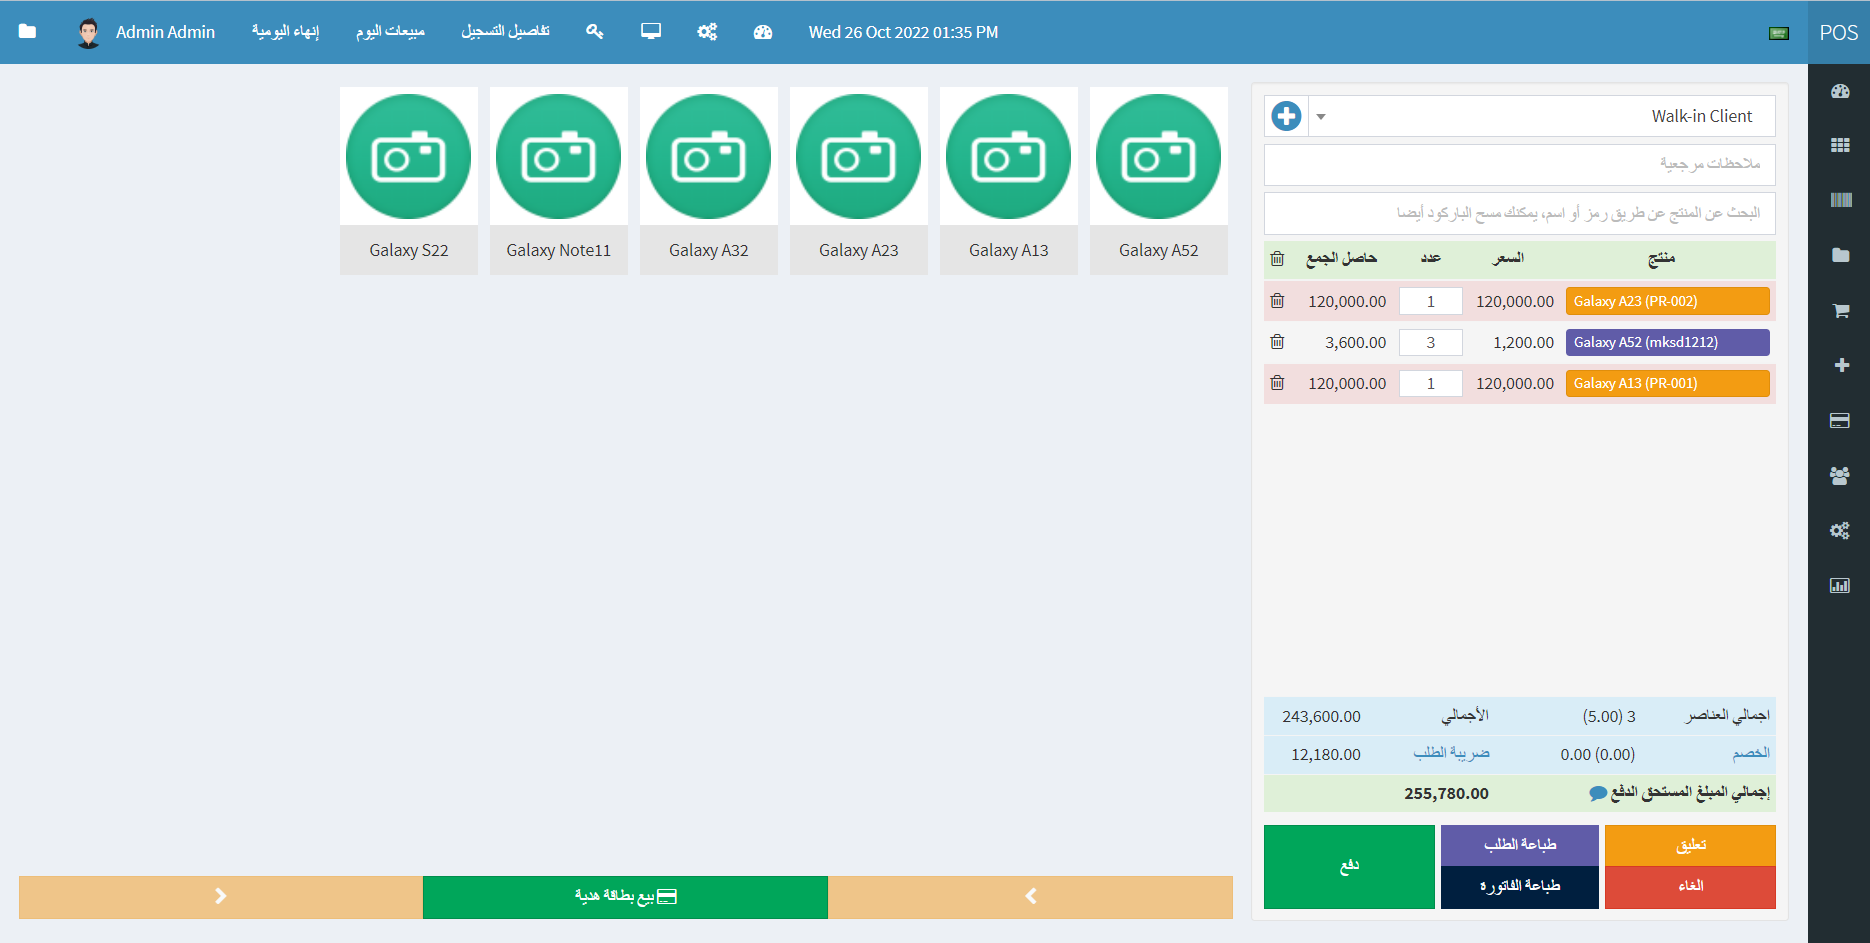 POS
Wed 26 Oct 2022 01:35 PM
تفاصيل التسجيل
مبيعات اليوم
إنهاء اليومية
Admin Admin
Walk-in Client
ملاحظات مرجعية
البحث عن المنتج عن طريق رمز أو اسم، يمكنك مسح الباركود أيضا
منتج السعر عدد حاصل الجمع
Galaxy A23 (PR-002) 120,000.00 1 120,000.00
Galaxy A52 (mksd1212) 1,200.00 3 3,600.00
Galaxy A13 (PR-001) 120,000.00 1 120,000.00
اجمالي العناصر 3 (5.00) الأجمالي 243,600.00
الخصم 0.00 (0.00) ضريبة الطلب 12,180.00
إجمالي المبلغ المستحق الدفع 255,780.00
تعليق
الغاء
طباعة الطلب
طباعة الفاتورة
دفع
Galaxy A52
Galaxy A13
Galaxy A23
Galaxy A32
Galaxy Note11
Galaxy S22
بيع بطاقة هدية